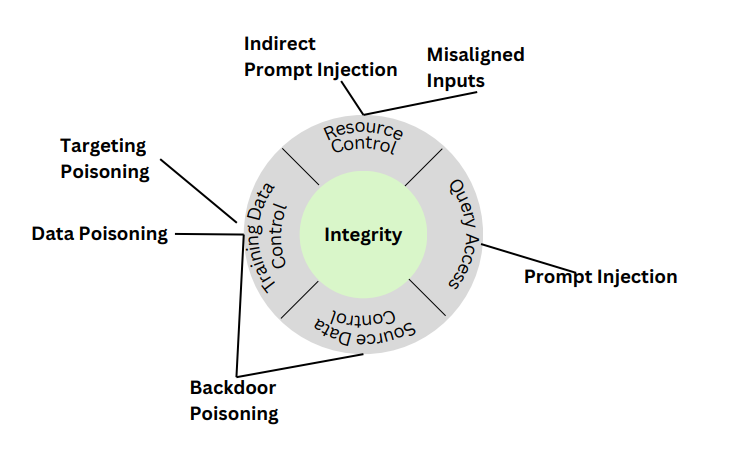 Indirect
Prompt Injection
Misaligned
Inputs
Resource
Control
Targeting
Poisoning
Training Data
Control
Query Access
Data Poisoning
Integrity
Prompt Injection
Source Data
Control
Backdoor
Poisoning